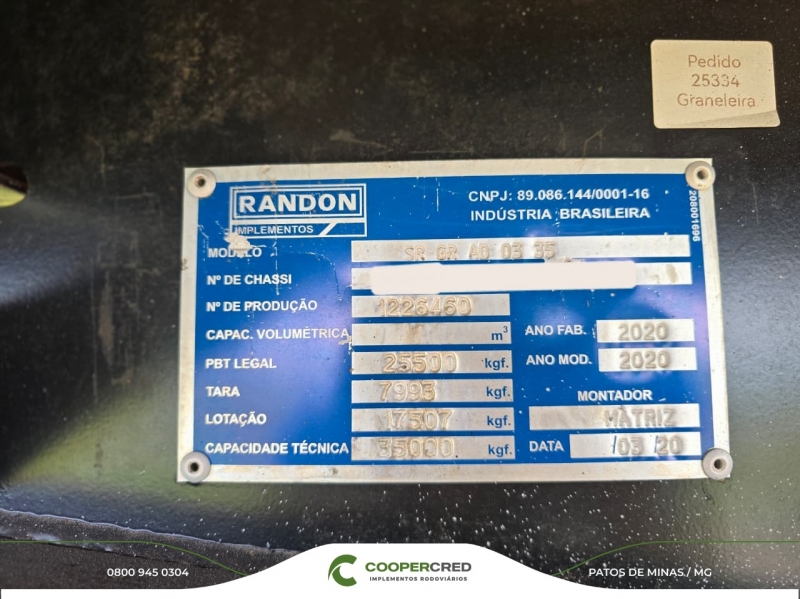 Pedido
25334
Graneleira
RANDON
IMPLEMENTOS
CNPJ: 89.086.144/0001-16
INDÚSTRIA BRASILEIRA
208001696
MODELO SR GR AD 03 35
Nº DE CHASSI
Nº DE PRODUÇÃO 1226460
CAPAC. VOLUMÉTRICA m³ ANO FAB. 2020
PBT LEGAL 25500 kgf. ANO MOD. 2020
TARA 7993 kgf. MONTADOR
LOTAÇÃO 17507 kgf. MATRIZ
CAPACIDADE TÉCNICA 35000 kgf. DATA /03/20
0800 945 0304
COOPERCRED
IMPLEMENTOS RODOVIÁRIOS
PATOS DE MINAS / MG